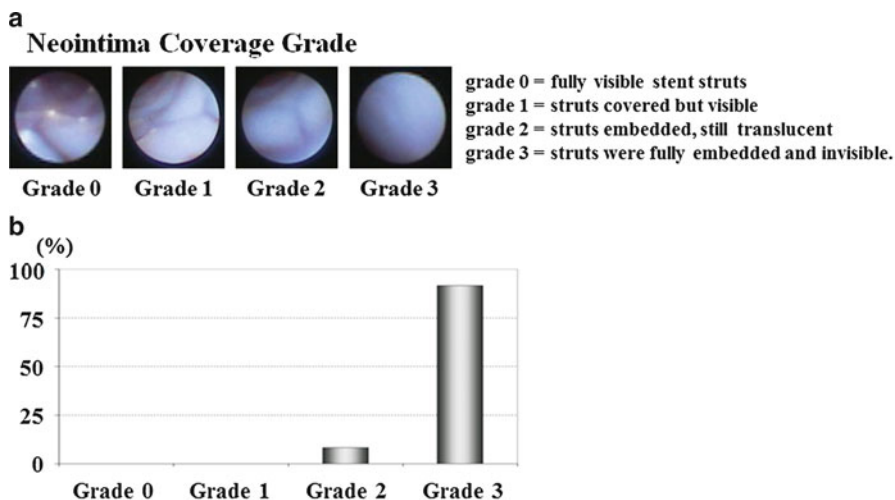 a
Neointima Coverage Grade
grade 0 = fully visible stent struts
grade 1 = struts covered but visible
grade 2 = struts embedded, still translucent
grade 3 = struts were fully embedded and invisible.
Grade 0 Grade 1 Grade 2 Grade 3
b
(%)
100
75
50
25
0
Grade 0 Grade 1 Grade 2 Grade 3